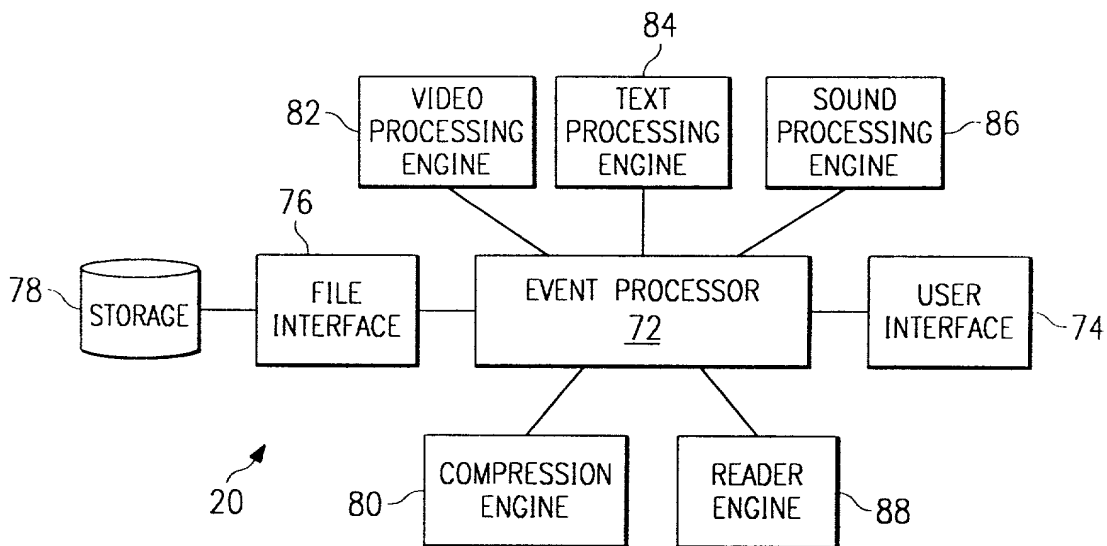 84
VIDEO
PROCESSING
ENGINE
82
TEXT
PROCESSING
ENGINE
SOUND
PROCESSING
ENGINE
86
76
78
STORAGE
FILE
INTERFACE
EVENT PROCESSOR
72
USER
INTERFACE
74
20
80
COMPRESSION
ENGINE
READER
ENGINE
88